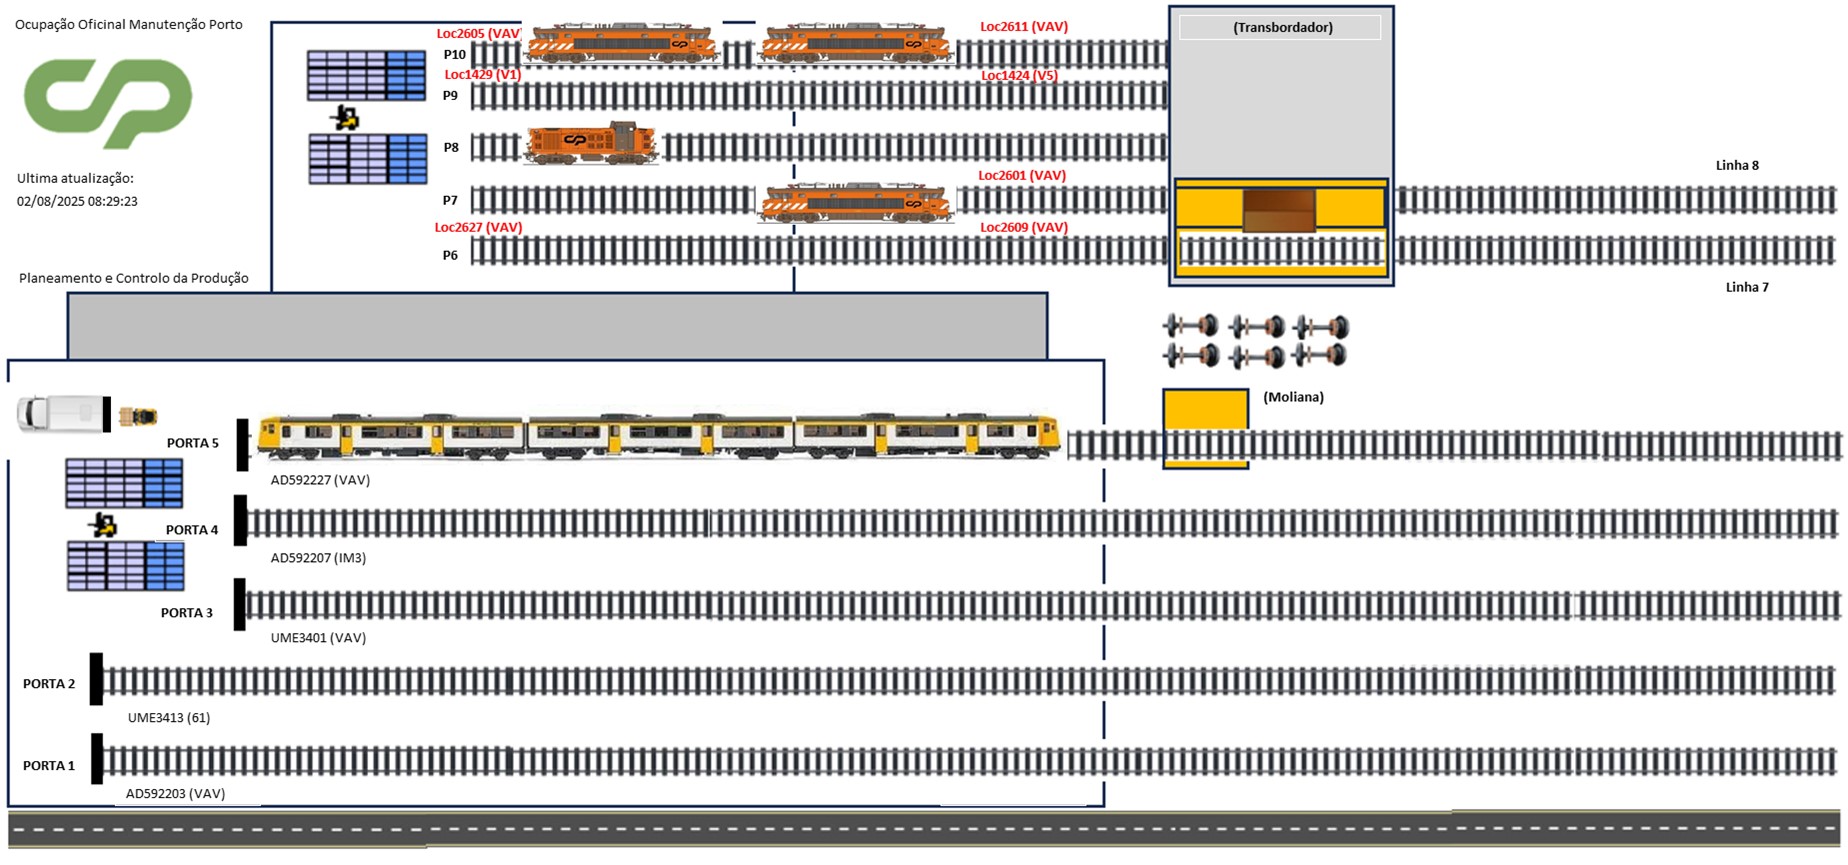 Ocupação Oficinal Manutenção Porto
Loc2605 (VAV)
Loc2611 (VAV)
(Transbordador)
P10
Loc1429 (V1)
Loc1424 (V5)
P9
P8
Ultima atualização:
02/08/2025 08:29:23
Loc2601 (VAV)
Linha 8
P7
Loc2627 (VAV)
Loc2609 (VAV)
P6
Planeamento e Controlo da Produção
Linha 7
(Moliana)
PORTA 5
AD592227 (VAV)
PORTA 4
AD592207 (IM3)
PORTA 3
UME3401 (VAV)
PORTA 2
UME3413 (61)
PORTA 1
AD592203 (VAV)